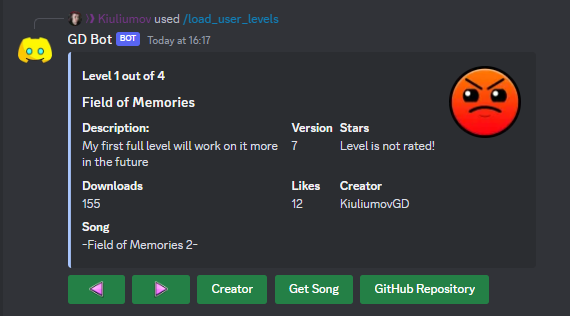 Kiuliumov used /load_user_levels
GD Bot BOT Today at 16:17
Level 1 out of 4
Field of Memories
Description: Version Stars
My first full level will work on it more 7 Level is not rated!
in the future
Downloads Likes Creator
155 12 KiuliumovGD
Song
-Field of Memories 2-
Creator Get Song GitHub Repository